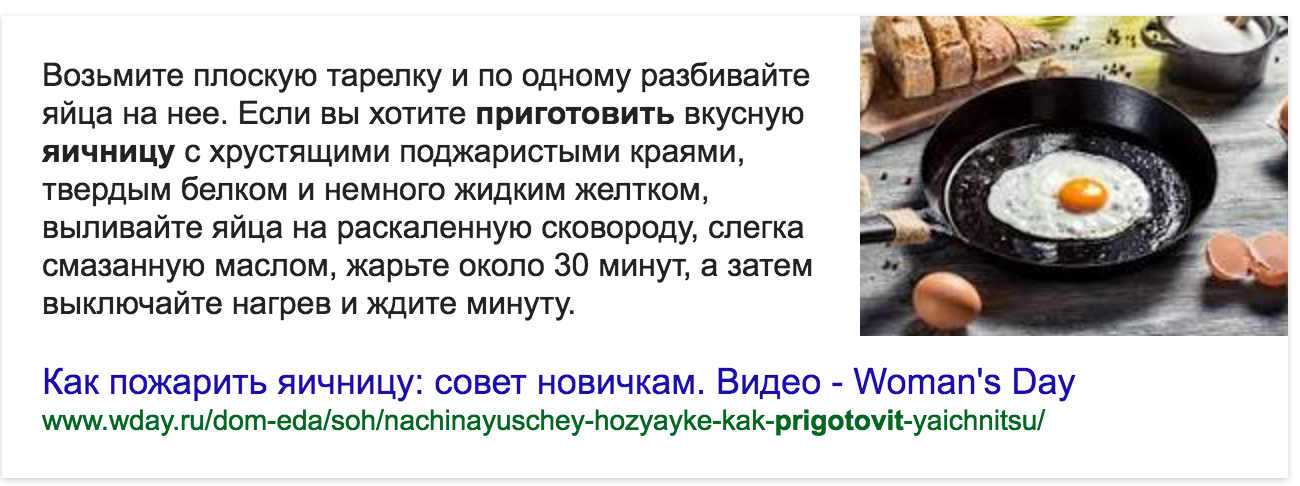 Возьмите плоскую тарелку и по одному разбивайте
яйца на нее. Если вы хотите приготовить вкусную
яичницу с хрустящими поджаристыми краями,
твердым белком и немного жидким желтком,
выливайте яйца на раскаленную сковороду, слегка
смазанную маслом, жарьте около 30 минут, а затем
выключайте нагрев и ждите минуту.
Как пожарить яичницу: совет новичкам. Видео - Woman's Day
www.wday.ru/dom-eda/soh/nachinayuschey-hozyayke-kak-prigotovit-yaichnitsu/